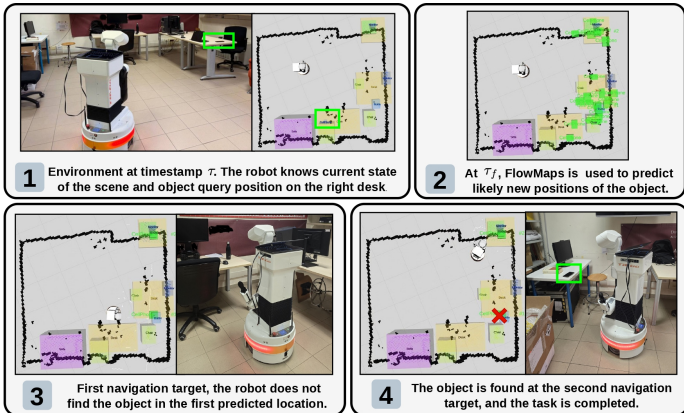 1
Environment at timestamp τ. The robot knows current state
of the scene and object query position on the right desk
2
At τf, FlowMaps is used to predict
likely new positions of the object.
3
First navigation target, the robot does not
find the object in the first predicted location.
4
The object is found at the second navigation
target, and the task is completed.